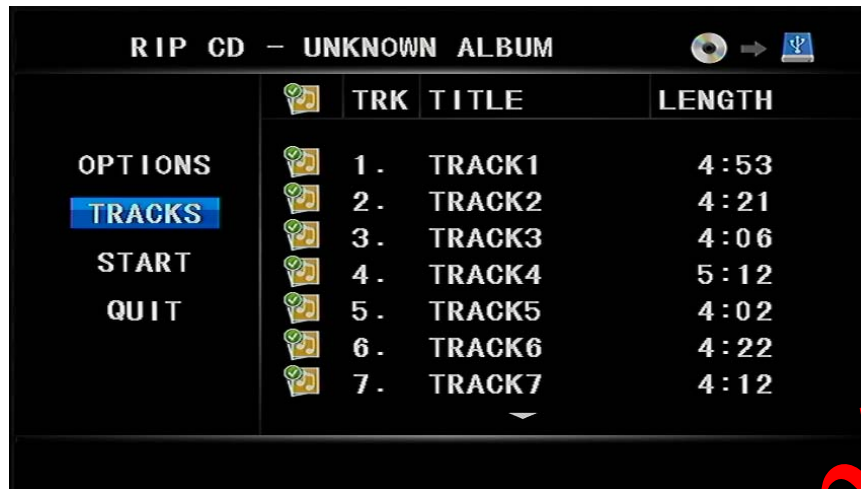 RIP CD – UNKNOWN ALBUM
TRK TITLE LENGTH
OPTIONS
TRACKS
START
QUIT
1. TRACK1 4:53
2. TRACK2 4:21
3. TRACK3 4:06
4. TRACK4 5:12
5. TRACK5 4:02
6. TRACK6 4:22
7. TRACK7 4:12